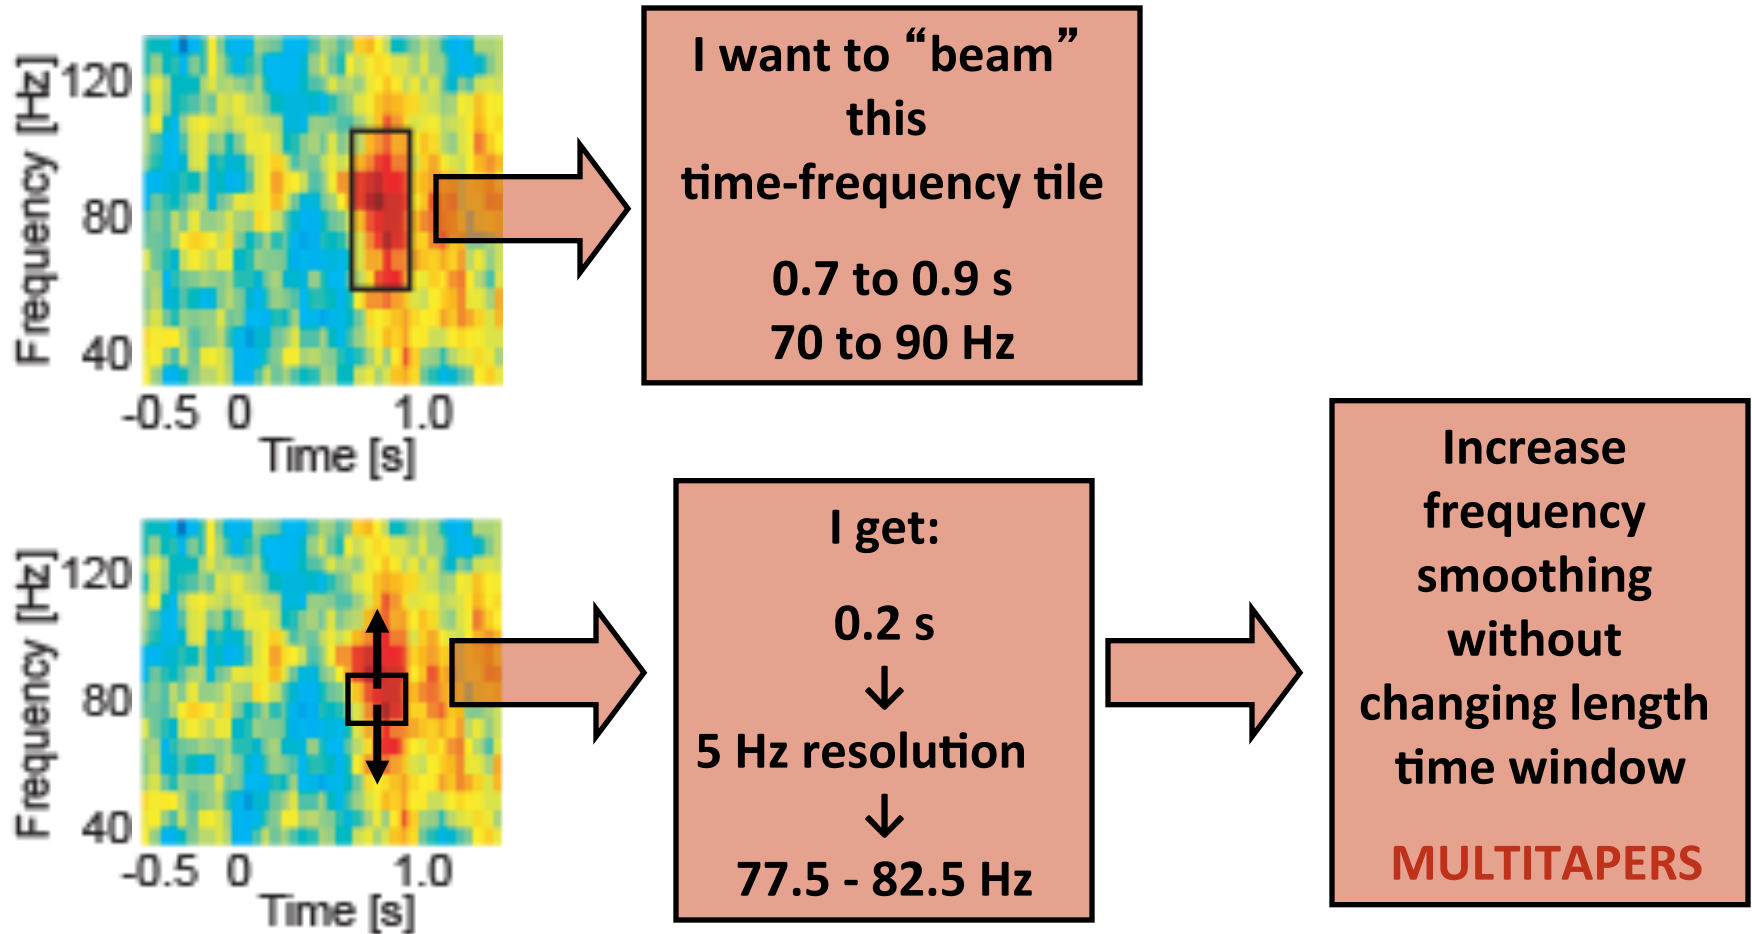 Frequency [Hz]
120
80
40
-0.5 0 1.0
Time [s]
I want to “beam”
this
time-frequency tile
0.7 to 0.9 s
70 to 90 Hz
Frequency [Hz]
120
80
40
-0.5 0 1.0
Time [s]
I get:
0.2 s
↓
5 Hz resolution
↓
77.5 - 82.5 Hz
Increase
frequency
smoothing
without
changing length
time window
MULTITAPERS